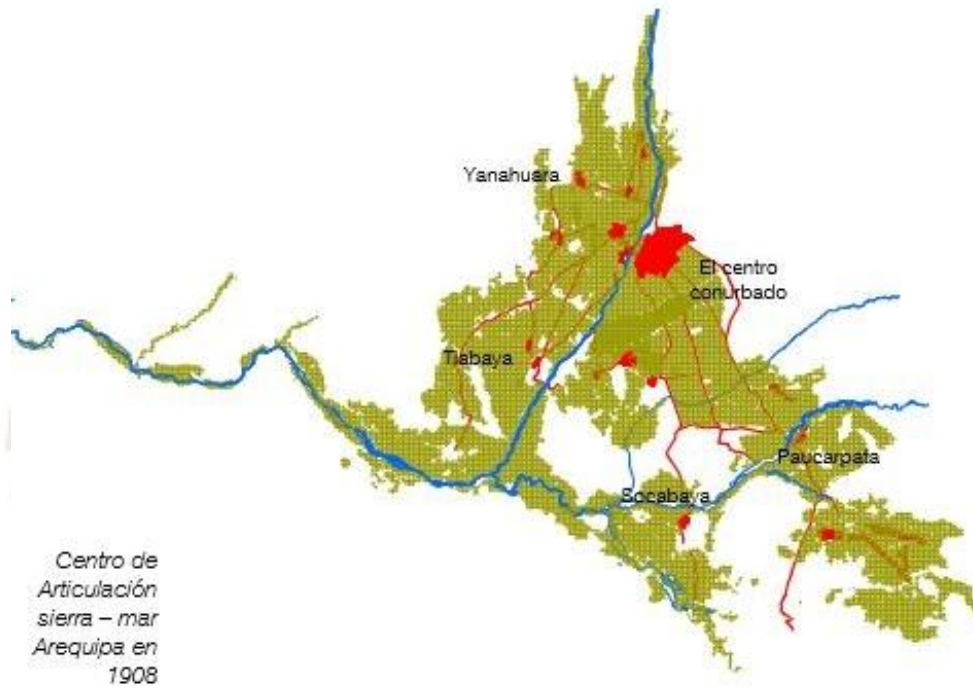 Yanahuara
El centro
conurbado
Tiabaya
Paucarpata
Socabaya
Centro de
Articulación
sierra – mar
Arequipa en
1908